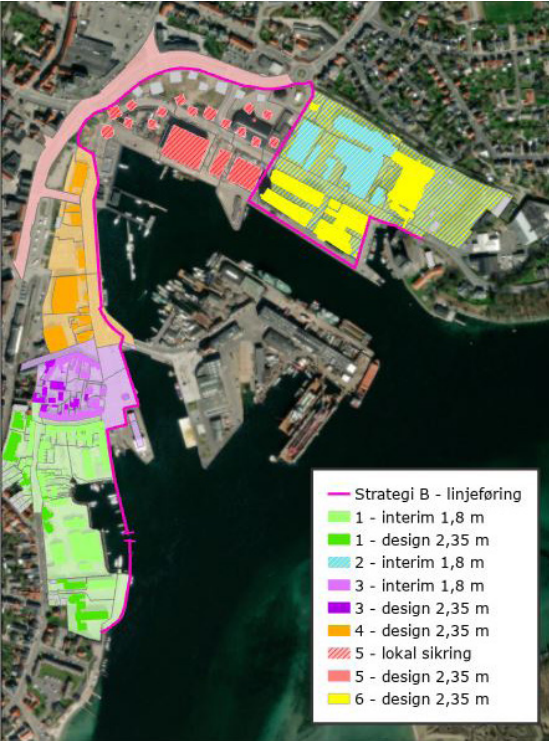 Strategi B - linjeføring
1 - interim 1,8 m
1 - design 2,35 m
2 - interim 1,8 m
3 - interim 1,8 m
3 - design 2,35 m
4 - design 2,35 m
5 - lokal sikring
5 - design 2,35 m
6 - design 2,35 m